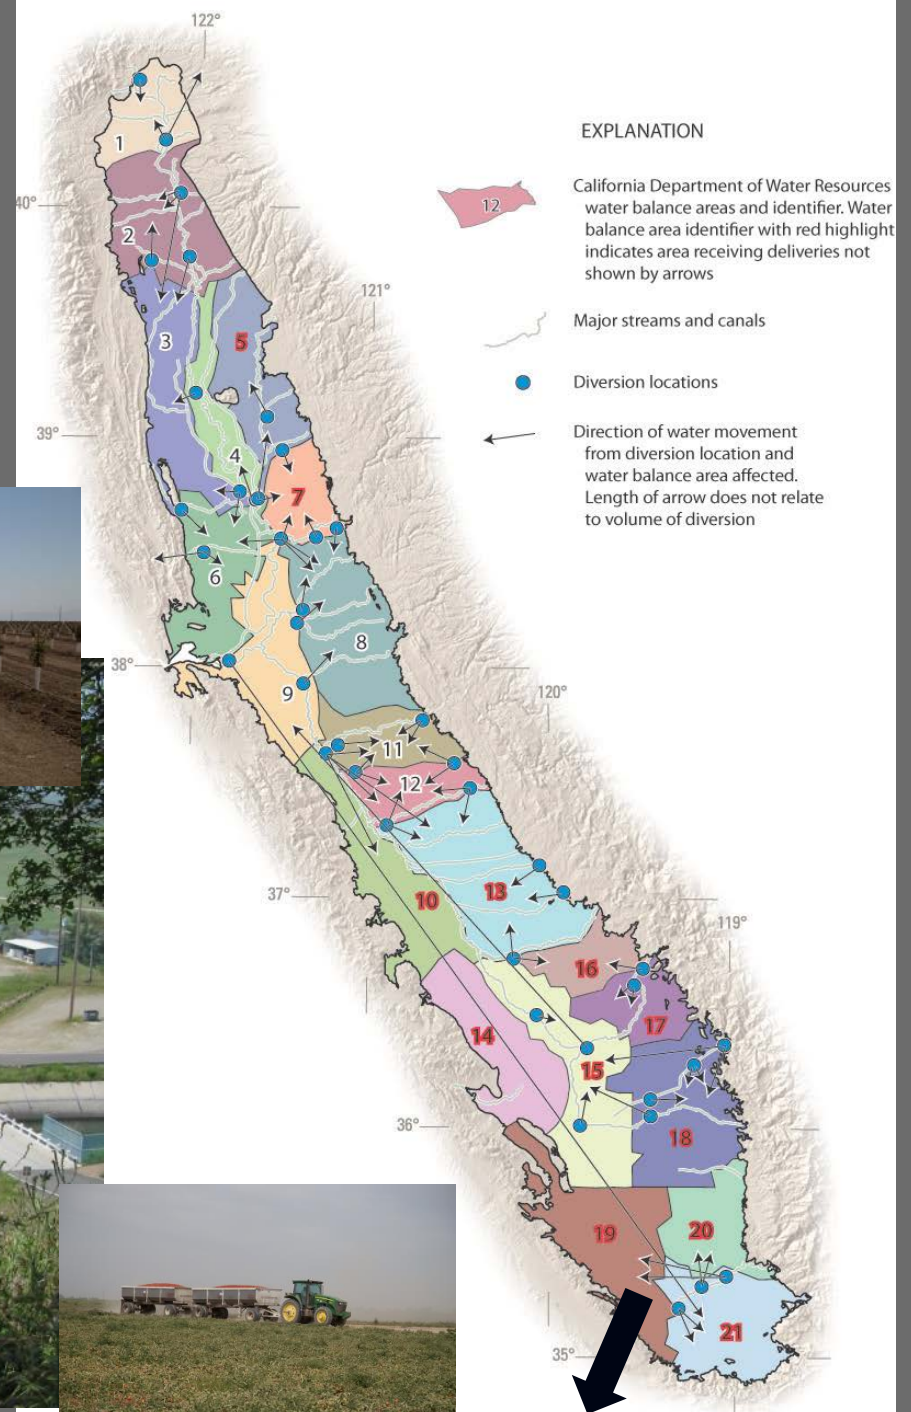 122°
EXPLANATION
1
12
California Department of Water Resources
water balance areas and identifier. Water
balance area identifier with red highlight
indicates area receiving deliveries not
shown by arrows
40°
2
121°
3
5
Major streams and canals
Diversion locations
39°
4
Direction of water movement
from diversion location and
water balance area affected.
Length of arrow does not relate
to volume of diversion
7
6
8
38°
9
120°
11
12
37°
10
13
119°
16
14
17
15
36°
18
19
20
21
35°